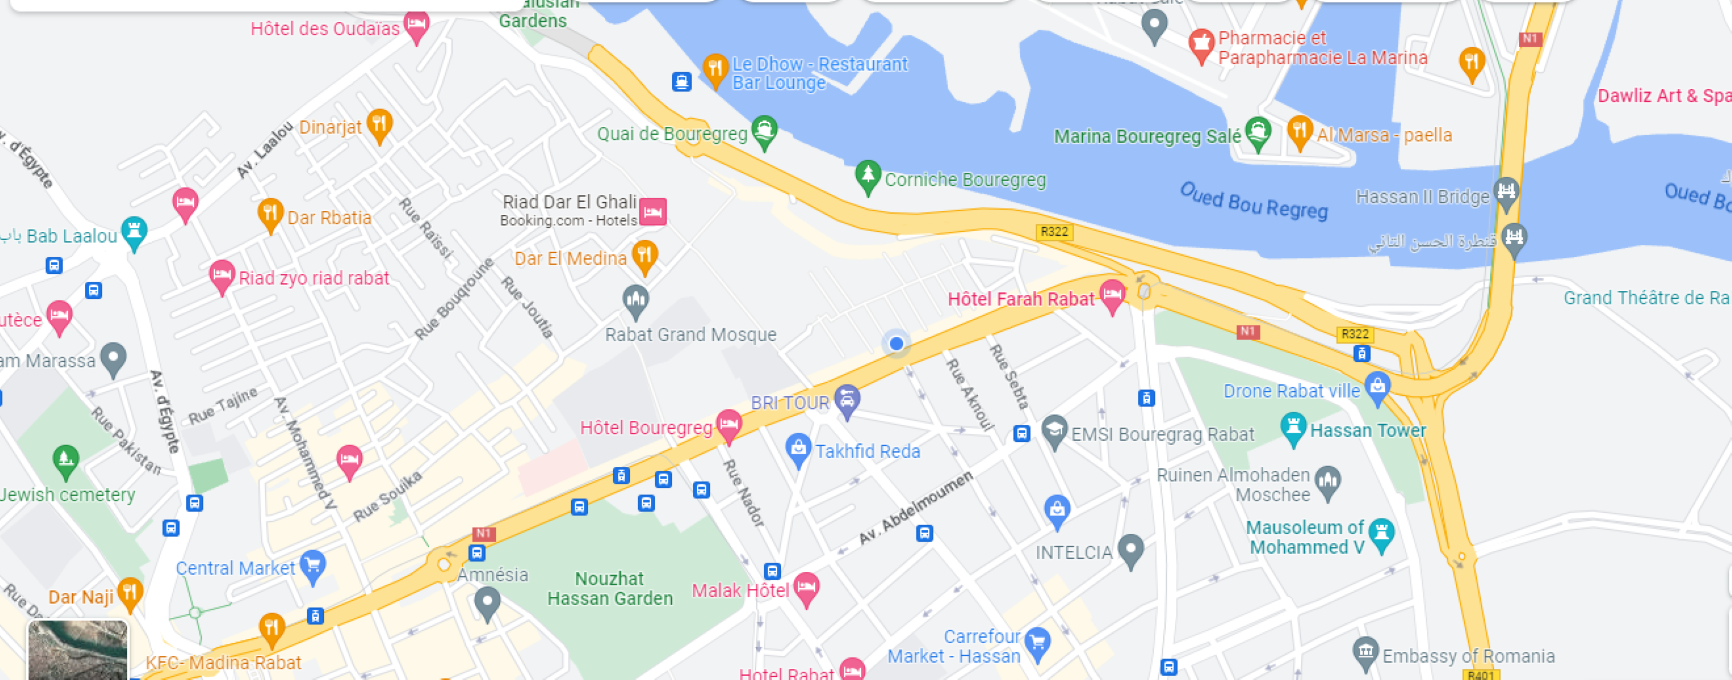 alusian
Gardens
Hôtel des Oudaïas
Le Dhow - Restaurant
Bar Lounge
Pharmacie et
Parapharmacie La Marina
N1
Dawliz Art & Spa
v. d'Égypte
Dinarjat
Av. Laalou
Quai de Bouregreg
Marina Bouregreg Salé
Al Marsa - paella
Corniche Bouregreg
Oued Bou Regreg
Hassan II Bridge
Oued Bo
Riad Dar El Ghali
Booking.com - Hotels
Dar Rbatia
Rue Raïssi
Bab Laalou باب
R322
قنطرة الحسن الثاني
Dar El Medina
Riad zyo riad rabat
Rue Bouqroune
Rue Joutia
Hôtel Farah Rabat
Grand Théâtre de Ra
utèce
Rabat Grand Mosque
N1
R322
am Marassa
Av. d'Égypte
Rue Sebta
Rue Aknoul
Drone Rabat ville
Rue Tajine
BRI TOUR
Rue Pakistan
Av. Mohammed V
Hôtel Bouregreg
EMSI Bouregrag Rabat
Hassan Tower
Takhfid Reda
Ruinen Almohaden
Moschee
Jewish cemetery
Rue Souika
Rue Nador
Av. Abdelmoumen
N1
Mausoleum of
Mohammed V
INTELCIA
Central Market
Amnésia
Nouzhat
Hassan Garden
Malak Hôtel
Dar Naji
Rue De
Carrefour
Market - Hassan
KFC- Madina Rabat
Embassy of Romania
Hotel Rabat
R401